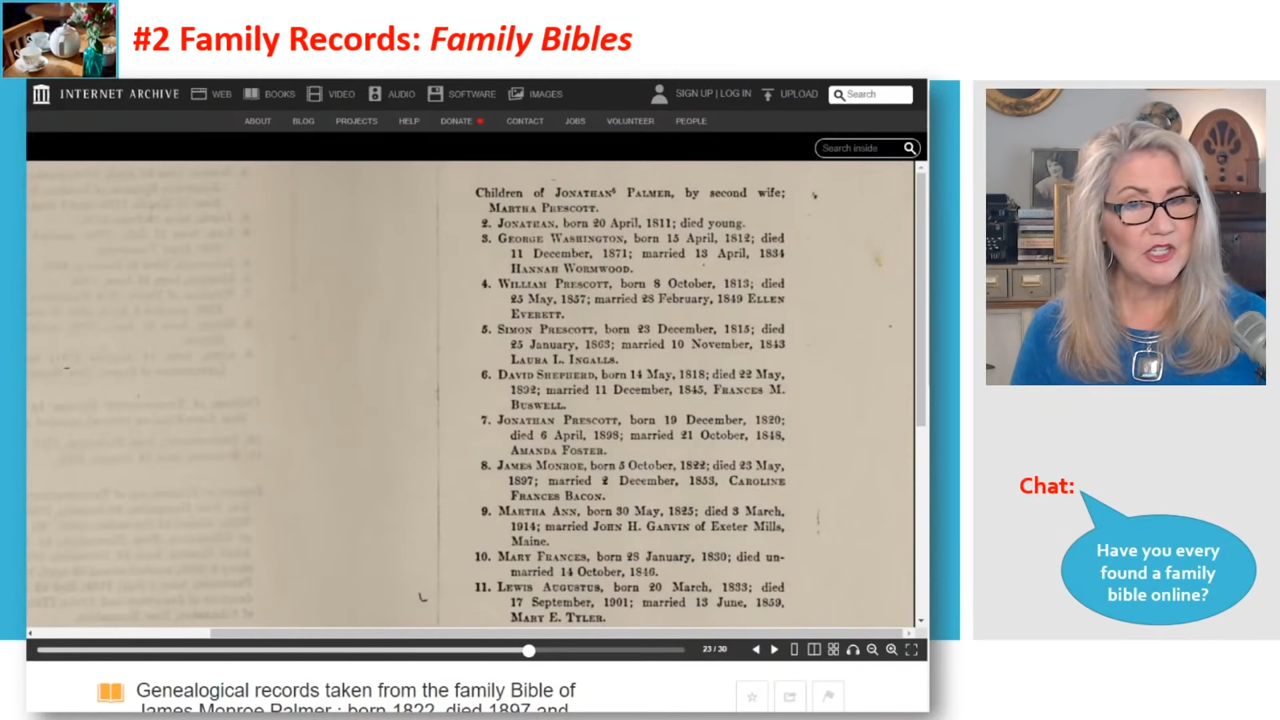 #2 Family Records: Family Bibles
INTERNET ARCHIVE WEB BOOKS VIDEO AUDIO SOFTWARE IMAGES SIGN UP | LOG IN UPLOAD Search
ABOUT BLOG PROJECTS HELP DONATE CONTACT JOBS VOLUNTEER PEOPLE
Search inside
Children of JONATHAN⁶ PALMER, by second wife;
MARTHA PRESCOTT.
2. JONATHAN, born 20 April, 1811; died young.
3. GEORGE WASHINGTON, born 15 April, 1812; died
11 December, 1871; married 13 April, 1834
HANNAH WORMWOOD.
4. WILLIAM PRESCOTT, born 8 October, 1813; died
25 May, 1857; married 28 February, 1849 ELLEN
EVERETT.
5. SIMON PRESCOTT, born 23 December, 1815; died
25 January, 1863; married 10 November, 1843
LAURA L. INGALLS.
6. DAVID SHEPHERD, born 14 May, 1818; died 22 May,
1892; married 11 December, 1845, FRANCES M.
BUSWELL.
7. JONATHAN PRESCOTT, born 19 December, 1820;
died 6 April, 1898; married 21 October, 1848,
AMANDA FOSTER.
8. JAMES MONROE, born 5 October, 1822; died 23 May,
1897; married 2 December, 1853, CAROLINE
FRANCES BACON.
9. MARTHA ANN, born 30 May, 1825; died 3 March,
1914; married JOHN H. GARVIN of Exeter Mills,
Maine.
10. MARY FRANCES, born 28 January, 1830; died un-
married 14 October, 1846.
11. LEWIS AUGUSTUS, born 20 March, 1833; died
17 September, 1901; married 13 June, 1859,
MARY E. TYLER.
23 / 30
Genealogical records taken from the family Bible of
James Monroe Palmer : born 1822, died 1897 and
Chat:
Have you every
found a family
bible online?